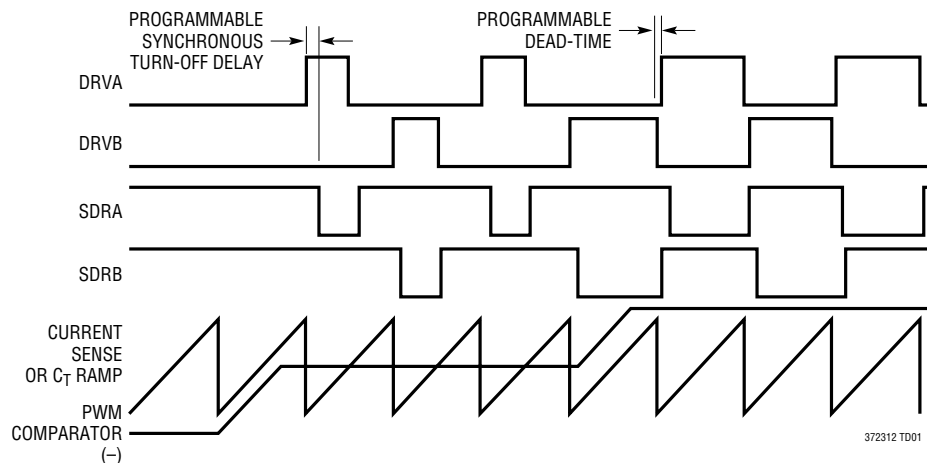 PROGRAMMABLE
SYNCHRONOUS
TURN-OFF DELAY
PROGRAMMABLE
DEAD-TIME
DRVA
DRVB
SDRA
SDRB
CURRENT
SENSE
OR CT RAMP
PWM
COMPARATOR
(–)
372312 TD01